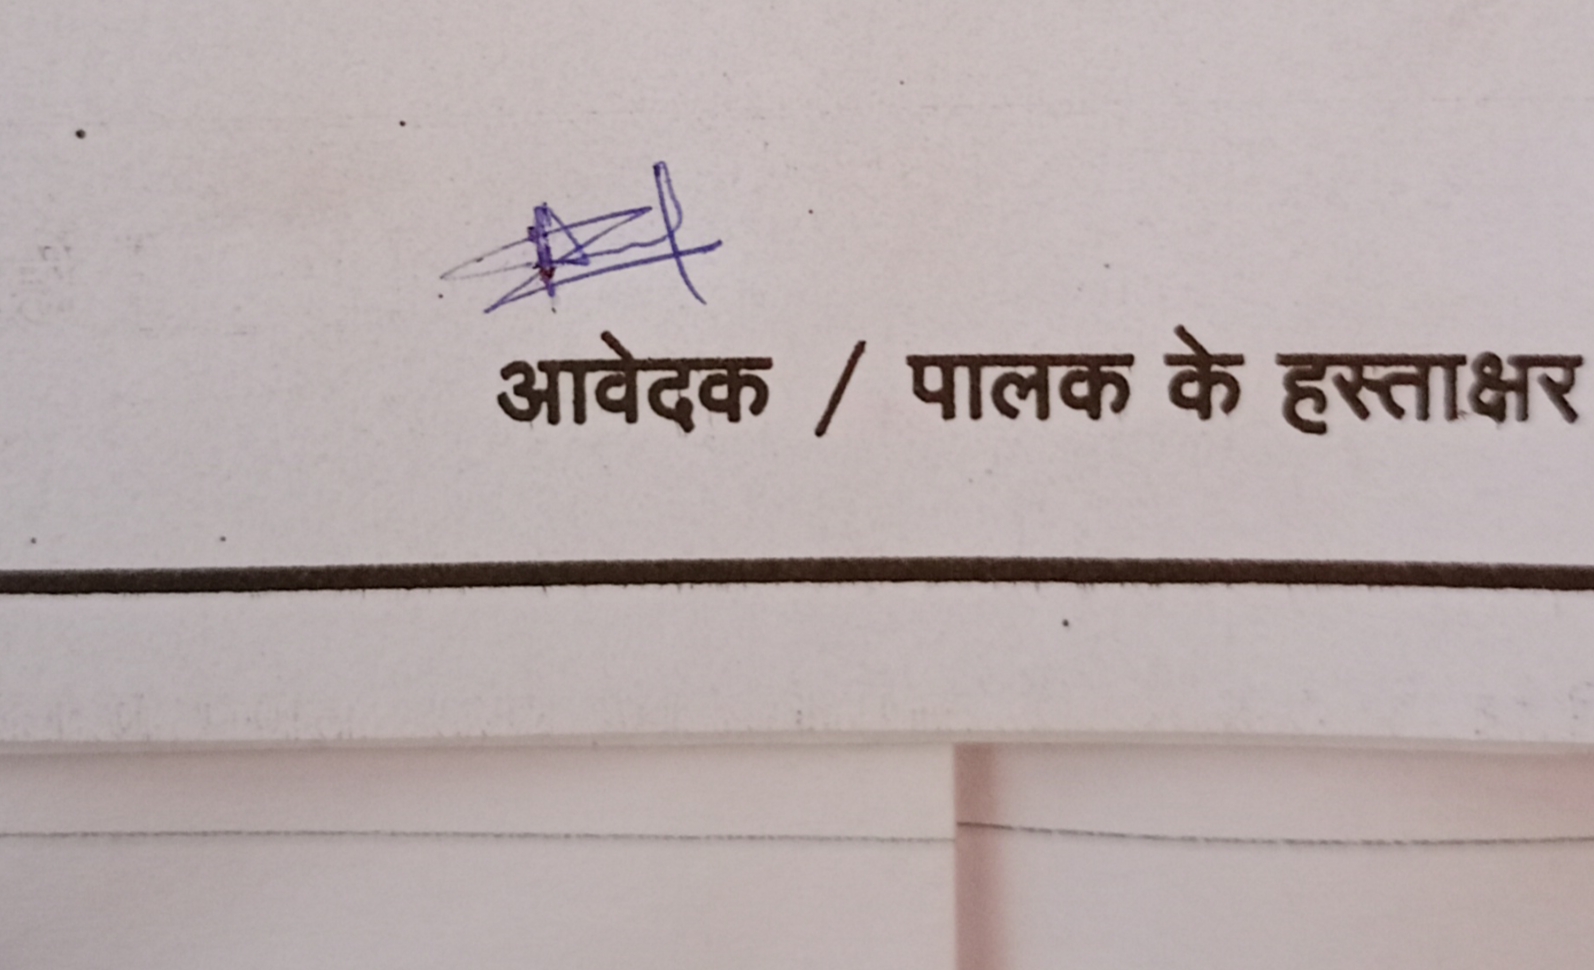 आवेदक / पालक के हस्ताक्षर